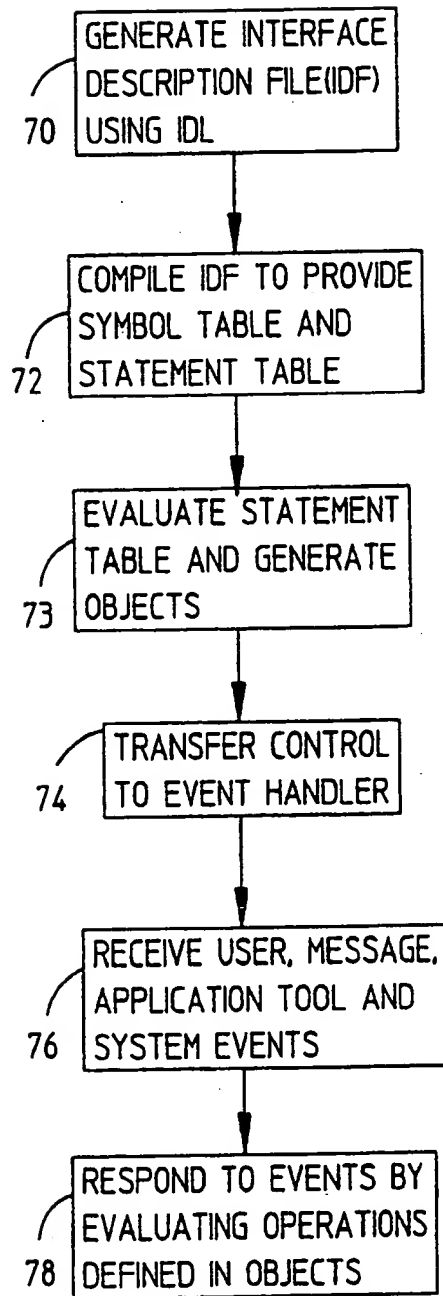 GENERATE INTERFACE
DESCRIPTION FILE(IDF)
USING IDL
70
COMPILE IDF TO PROVIDE
SYMBOL TABLE AND
STATEMENT TABLE
72
EVALUATE STATEMENT
TABLE AND GENERATE
OBJECTS
73
TRANSFER CONTROL
TO EVENT HANDLER
74
RECEIVE USER, MESSAGE,
APPLICATION TOOL AND
SYSTEM EVENTS
76
RESPOND TO EVENTS BY
EVALUATING OPERATIONS
DEFINED IN OBJECTS
78